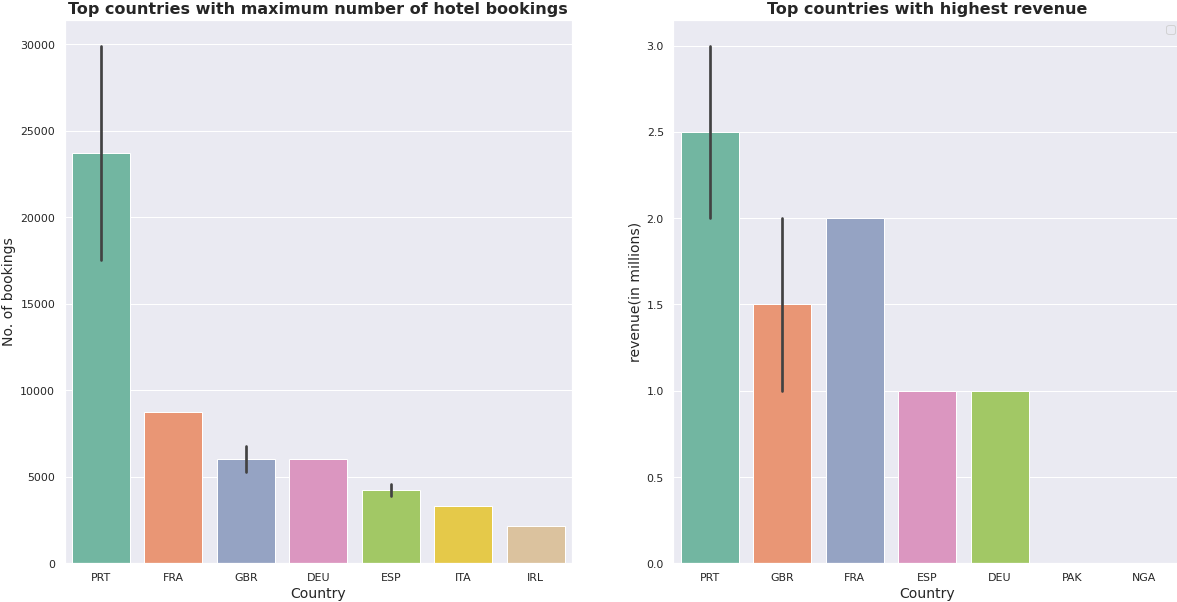 Top countries with maximum number of hotel bookings
No. of bookings
30000
25000
20000
15000
10000
5000
0
PRT FRA GBR DEU ESP ITA IRL
Country
Top countries with highest revenue
revenue(in millions)
3.0
2.5
2.0
1.5
1.0
0.5
0.0
PRT GBR FRA ESP DEU PAK NGA
Country